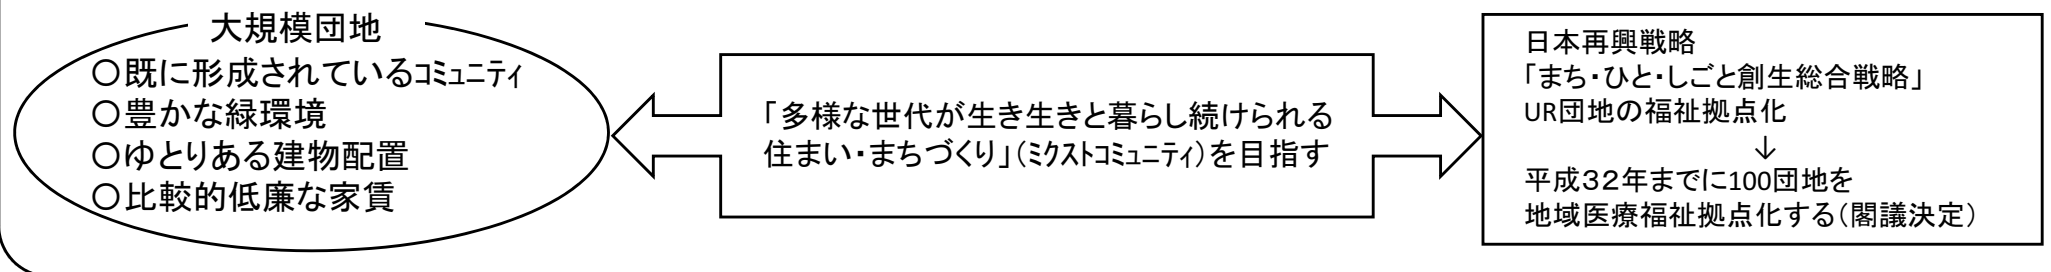 大規模団地
〇既に形成されているコミュニティ
〇豊かな緑環境
〇ゆとりある建物配置
〇比較的低廉な家賃
「多様な世代が生き生きと暮らし続けられる
住まい・まちづくり」(ミクストコミュニティ)を目指す
日本再興戦略
「まち・ひと・しごと創生総合戦略」
UR団地の福祉拠点化
↓
平成３２年までに100団地を
地域医療福祉拠点化する(閣議決定)